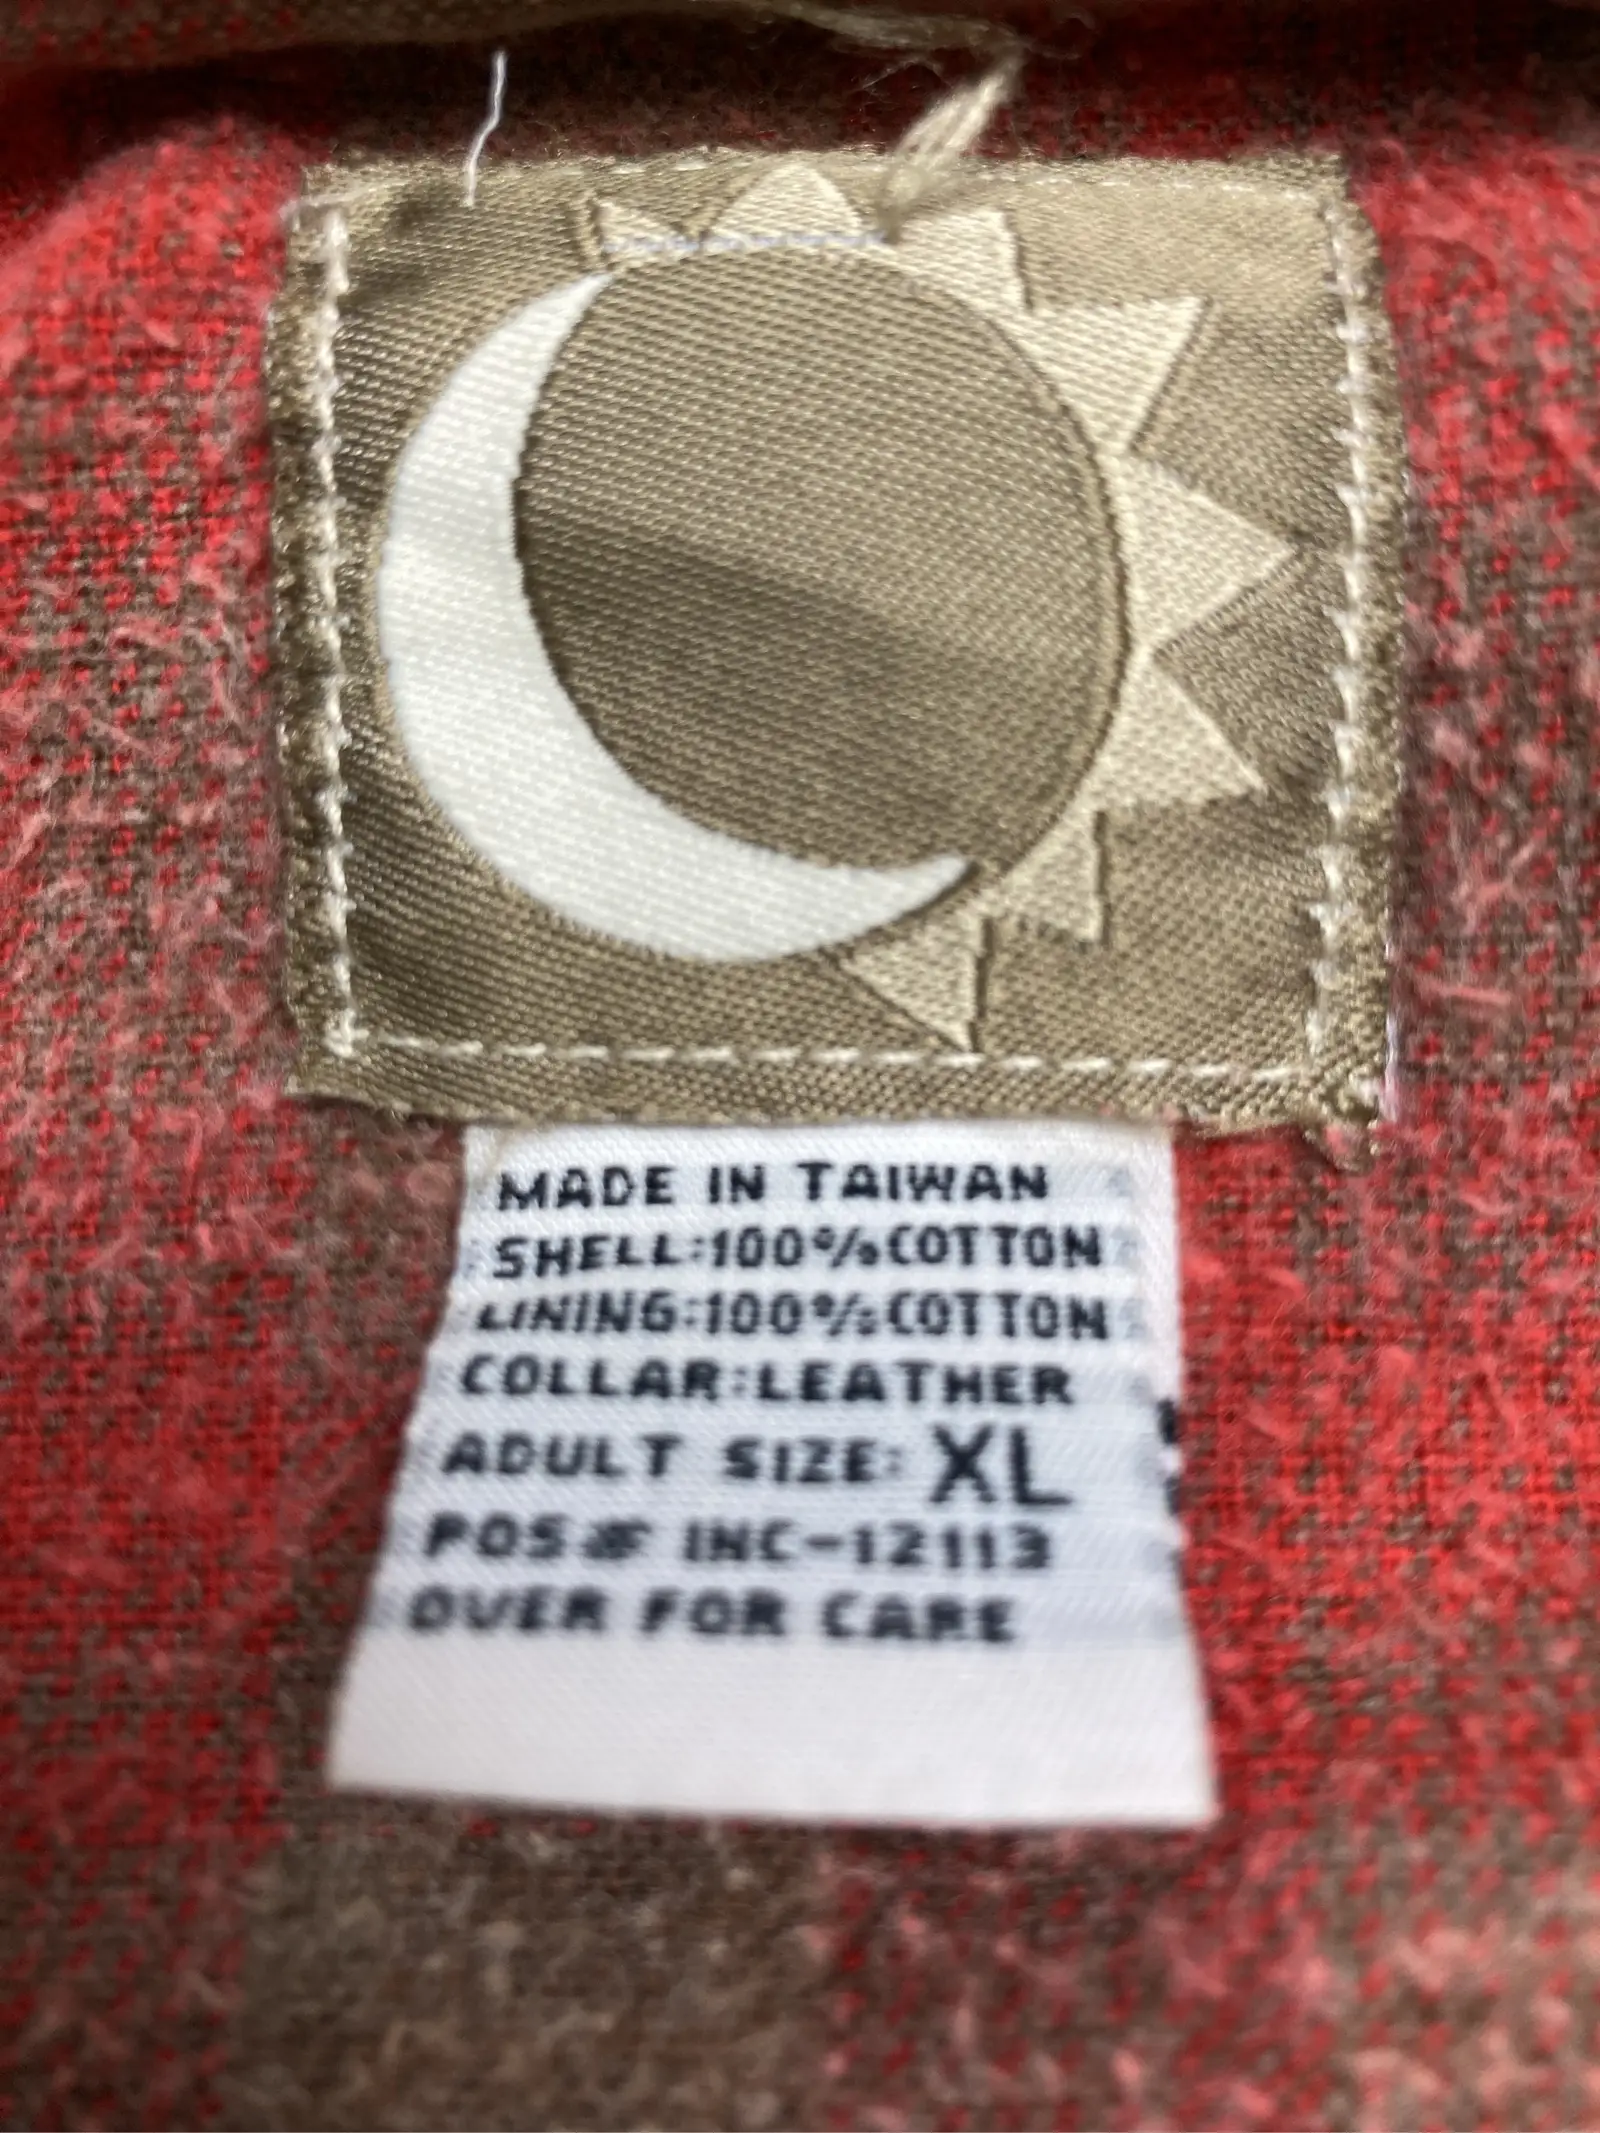 MADE IN TAIWAN
SHELL:100%COTTON
LINING:100%COTTON
COLLAR:LEATHER
ADULT SIZE: XL
POS# INC-12113
OVER FOR CARE